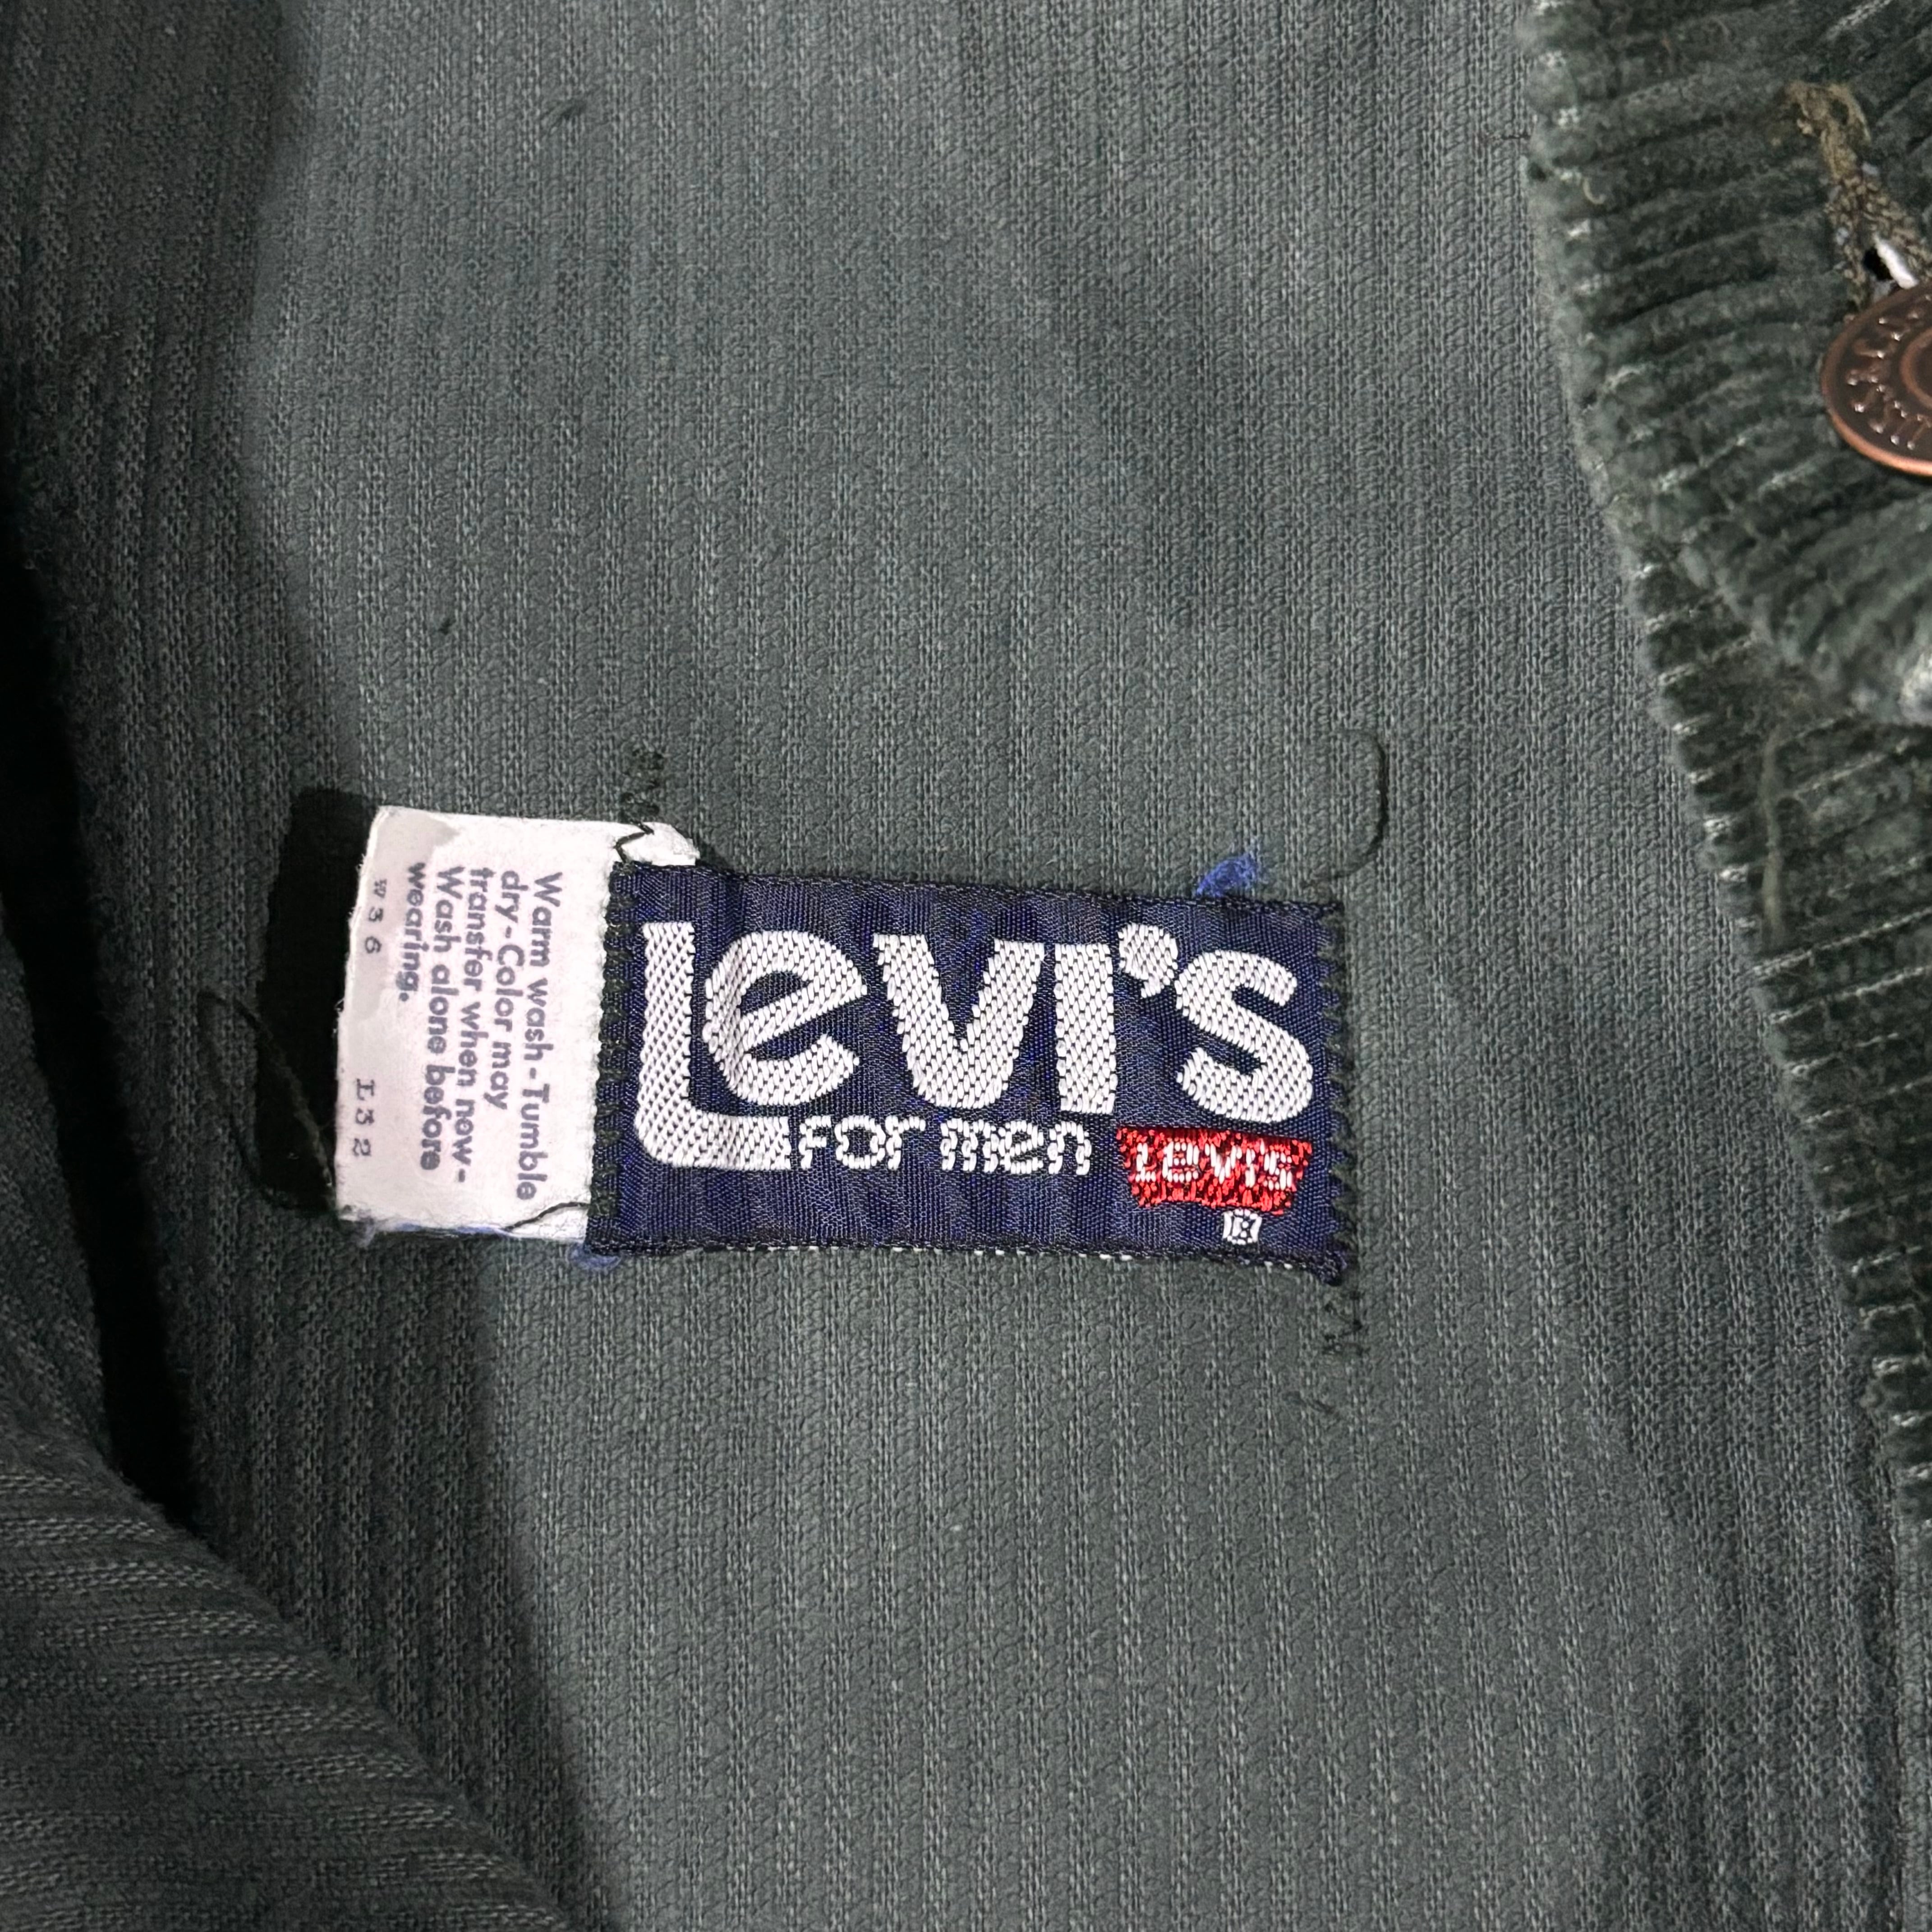 Levi's
for men
Levi's
R
Warm wash-Tumble
dry-Color may
transfer when new-
Wash alone before
wearing.
W36 L32